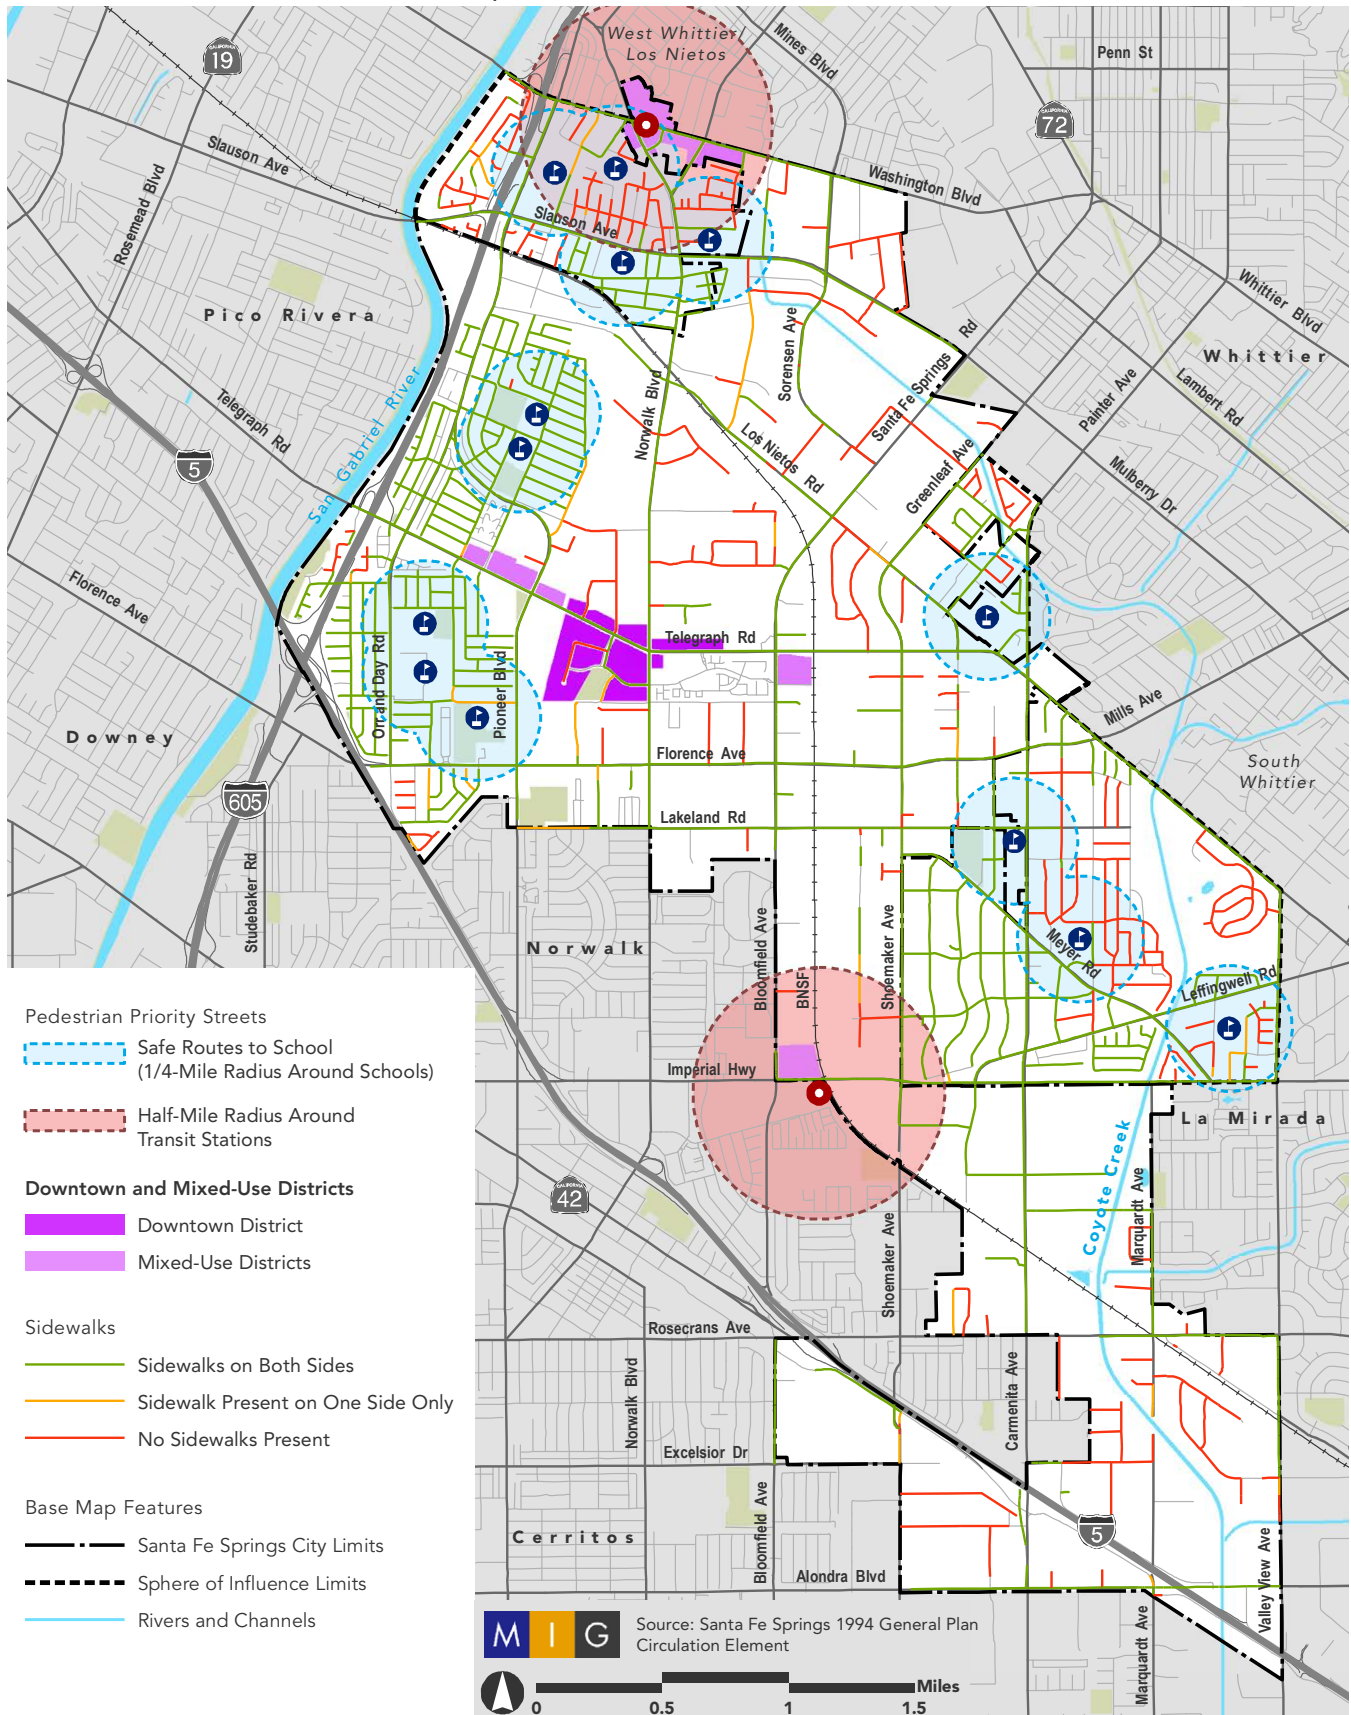 West Whittier/
Los Nietos
Mines Blvd
Penn St
CALIFORNIA
19
CALIFORNIA
72
Slauson Ave
Rosemead Blvd
Washington Blvd
Slauson Ave
Whittier Blvd
Pico Rivera
Sorensen Ave
Santa Fe Springs Rd
Whittier
Painter Ave
Lambert Rd
Telegraph Rd
San Gabriel River
Norwalk Blvd
Los Nietos Rd
Greenleaf Ave
Mulberry Dr
5
Florence Ave
Telegraph Rd
Orr and Day Rd
Pioneer Blvd
Mills Ave
Downey
Florence Ave
South
Whittier
605
Lakeland Rd
Studebaker Rd
Norwalk
Bloomfield Ave
BNSF
Shoemaker Ave
Meyer Rd
Leffingwell Rd
Imperial Hwy
La Mirada
Coyote Creek
Marquardt Ave
CALIFORNIA
42
Shoemaker Ave
Rosecrans Ave
Norwalk Blvd
Carmenita Ave
Excelsior Dr
Cerritos
Bloomfield Ave
5
Alondra Blvd
Valley View Ave
Marquardt Ave
Pedestrian Priority Streets
Safe Routes to School
(1/4-Mile Radius Around Schools)
Half-Mile Radius Around
Transit Stations
Downtown and Mixed-Use Districts
Downtown District
Mixed-Use Districts
Sidewalks
Sidewalks on Both Sides
Sidewalk Present on One Side Only
No Sidewalks Present
Base Map Features
Santa Fe Springs City Limits
Sphere of Influence Limits
Rivers and Channels
M I G
Source: Santa Fe Springs 1994 General Plan
Circulation Element
Miles
0 0.5 1 1.5